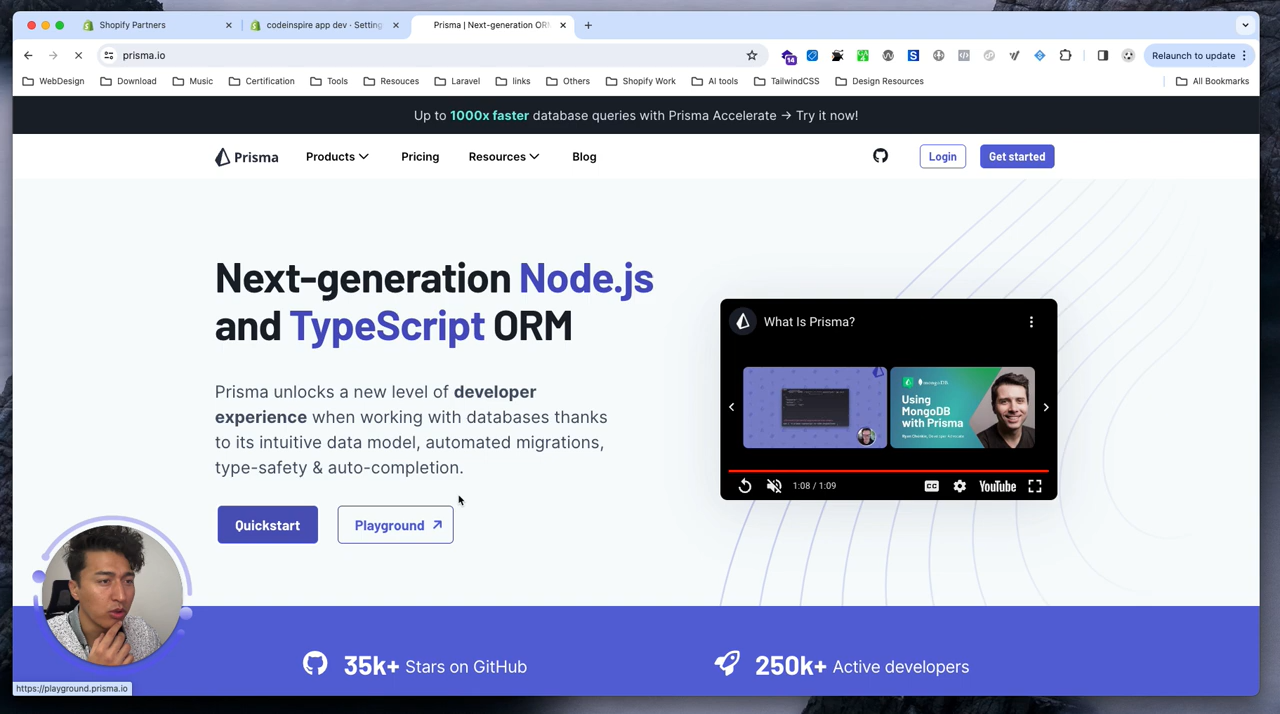 Shopify Partners
codeinspire app dev · Setting
Prisma | Next-generation OR
prisma.io
14
Relaunch to update
WebDesign
Download
Music
Certification
Tools
Resouces
Laravel
links
Others
Shopify Work
AI tools
TailwindCSS
Design Resources
All Bookmarks
Up to 1000x faster database queries with Prisma Accelerate → Try it now!
Prisma
Products
Pricing
Resources
Blog
Login
Get started
Next-generation Node.js
and TypeScript ORM
Prisma unlocks a new level of developer
experience when working with databases thanks
to its intuitive data model, automated migrations,
type-safety & auto-completion.
Quickstart
Playground
What Is Prisma?
mongoDB
Using
MongoDB
with Prisma
1:08 / 1:09
CC
YouTube
35k+ Stars on GitHub
250k+ Active developers
https://playground.prisma.io